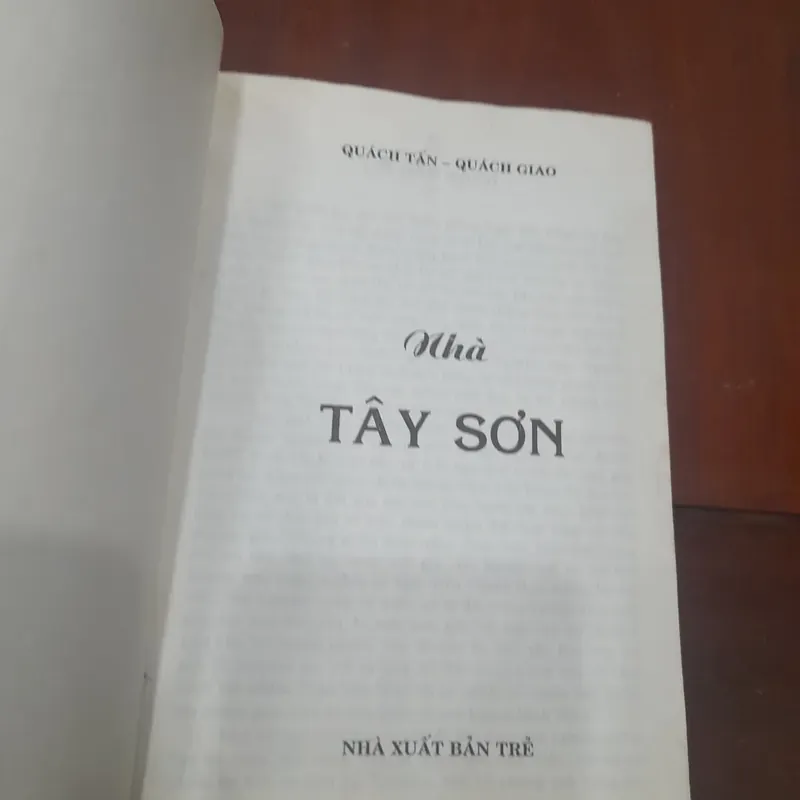 QUÁCH TẤN – QUÁCH GIAO
Nhà
TÂY SƠN
NHÀ XUẤT BẢN TRẺ